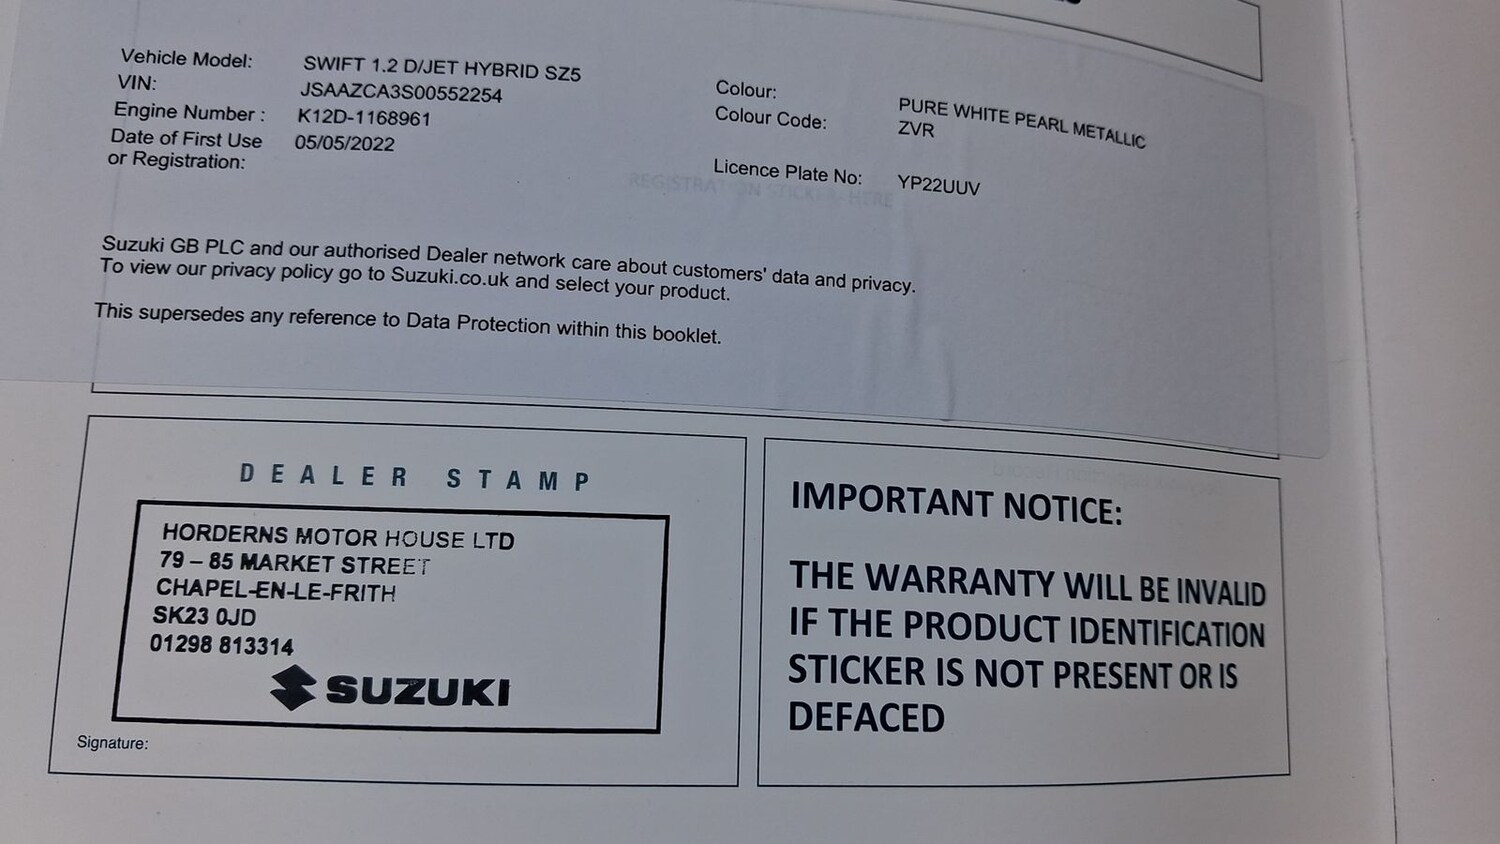 Vehicle Model: SWIFT 1.2 D/JET HYBRID SZ5
VIN: JSAAZCA3S00552254
Engine Number : K12D-1168961
Date of First Use 05/05/2022
or Registration:
Colour: PURE WHITE PEARL METALLIC
Colour Code: ZVR
Licence Plate No: YP22UUV
REGISTRATION STICKER HERE
Suzuki GB PLC and our authorised Dealer network care about customers' data and privacy.
To view our privacy policy go to Suzuki.co.uk and select your product.
This supersedes any reference to Data Protection within this booklet.
DEALER STAMP
HORDERNS MOTOR HOUSE LTD
79 – 85 MARKET STREET
CHAPEL-EN-LE-FRITH
SK23 0JD
01298 813314
SUZUKI
Signature:
IMPORTANT NOTICE:
THE WARRANTY WILL BE INVALID
IF THE PRODUCT IDENTIFICATION
STICKER IS NOT PRESENT OR IS
DEFACED